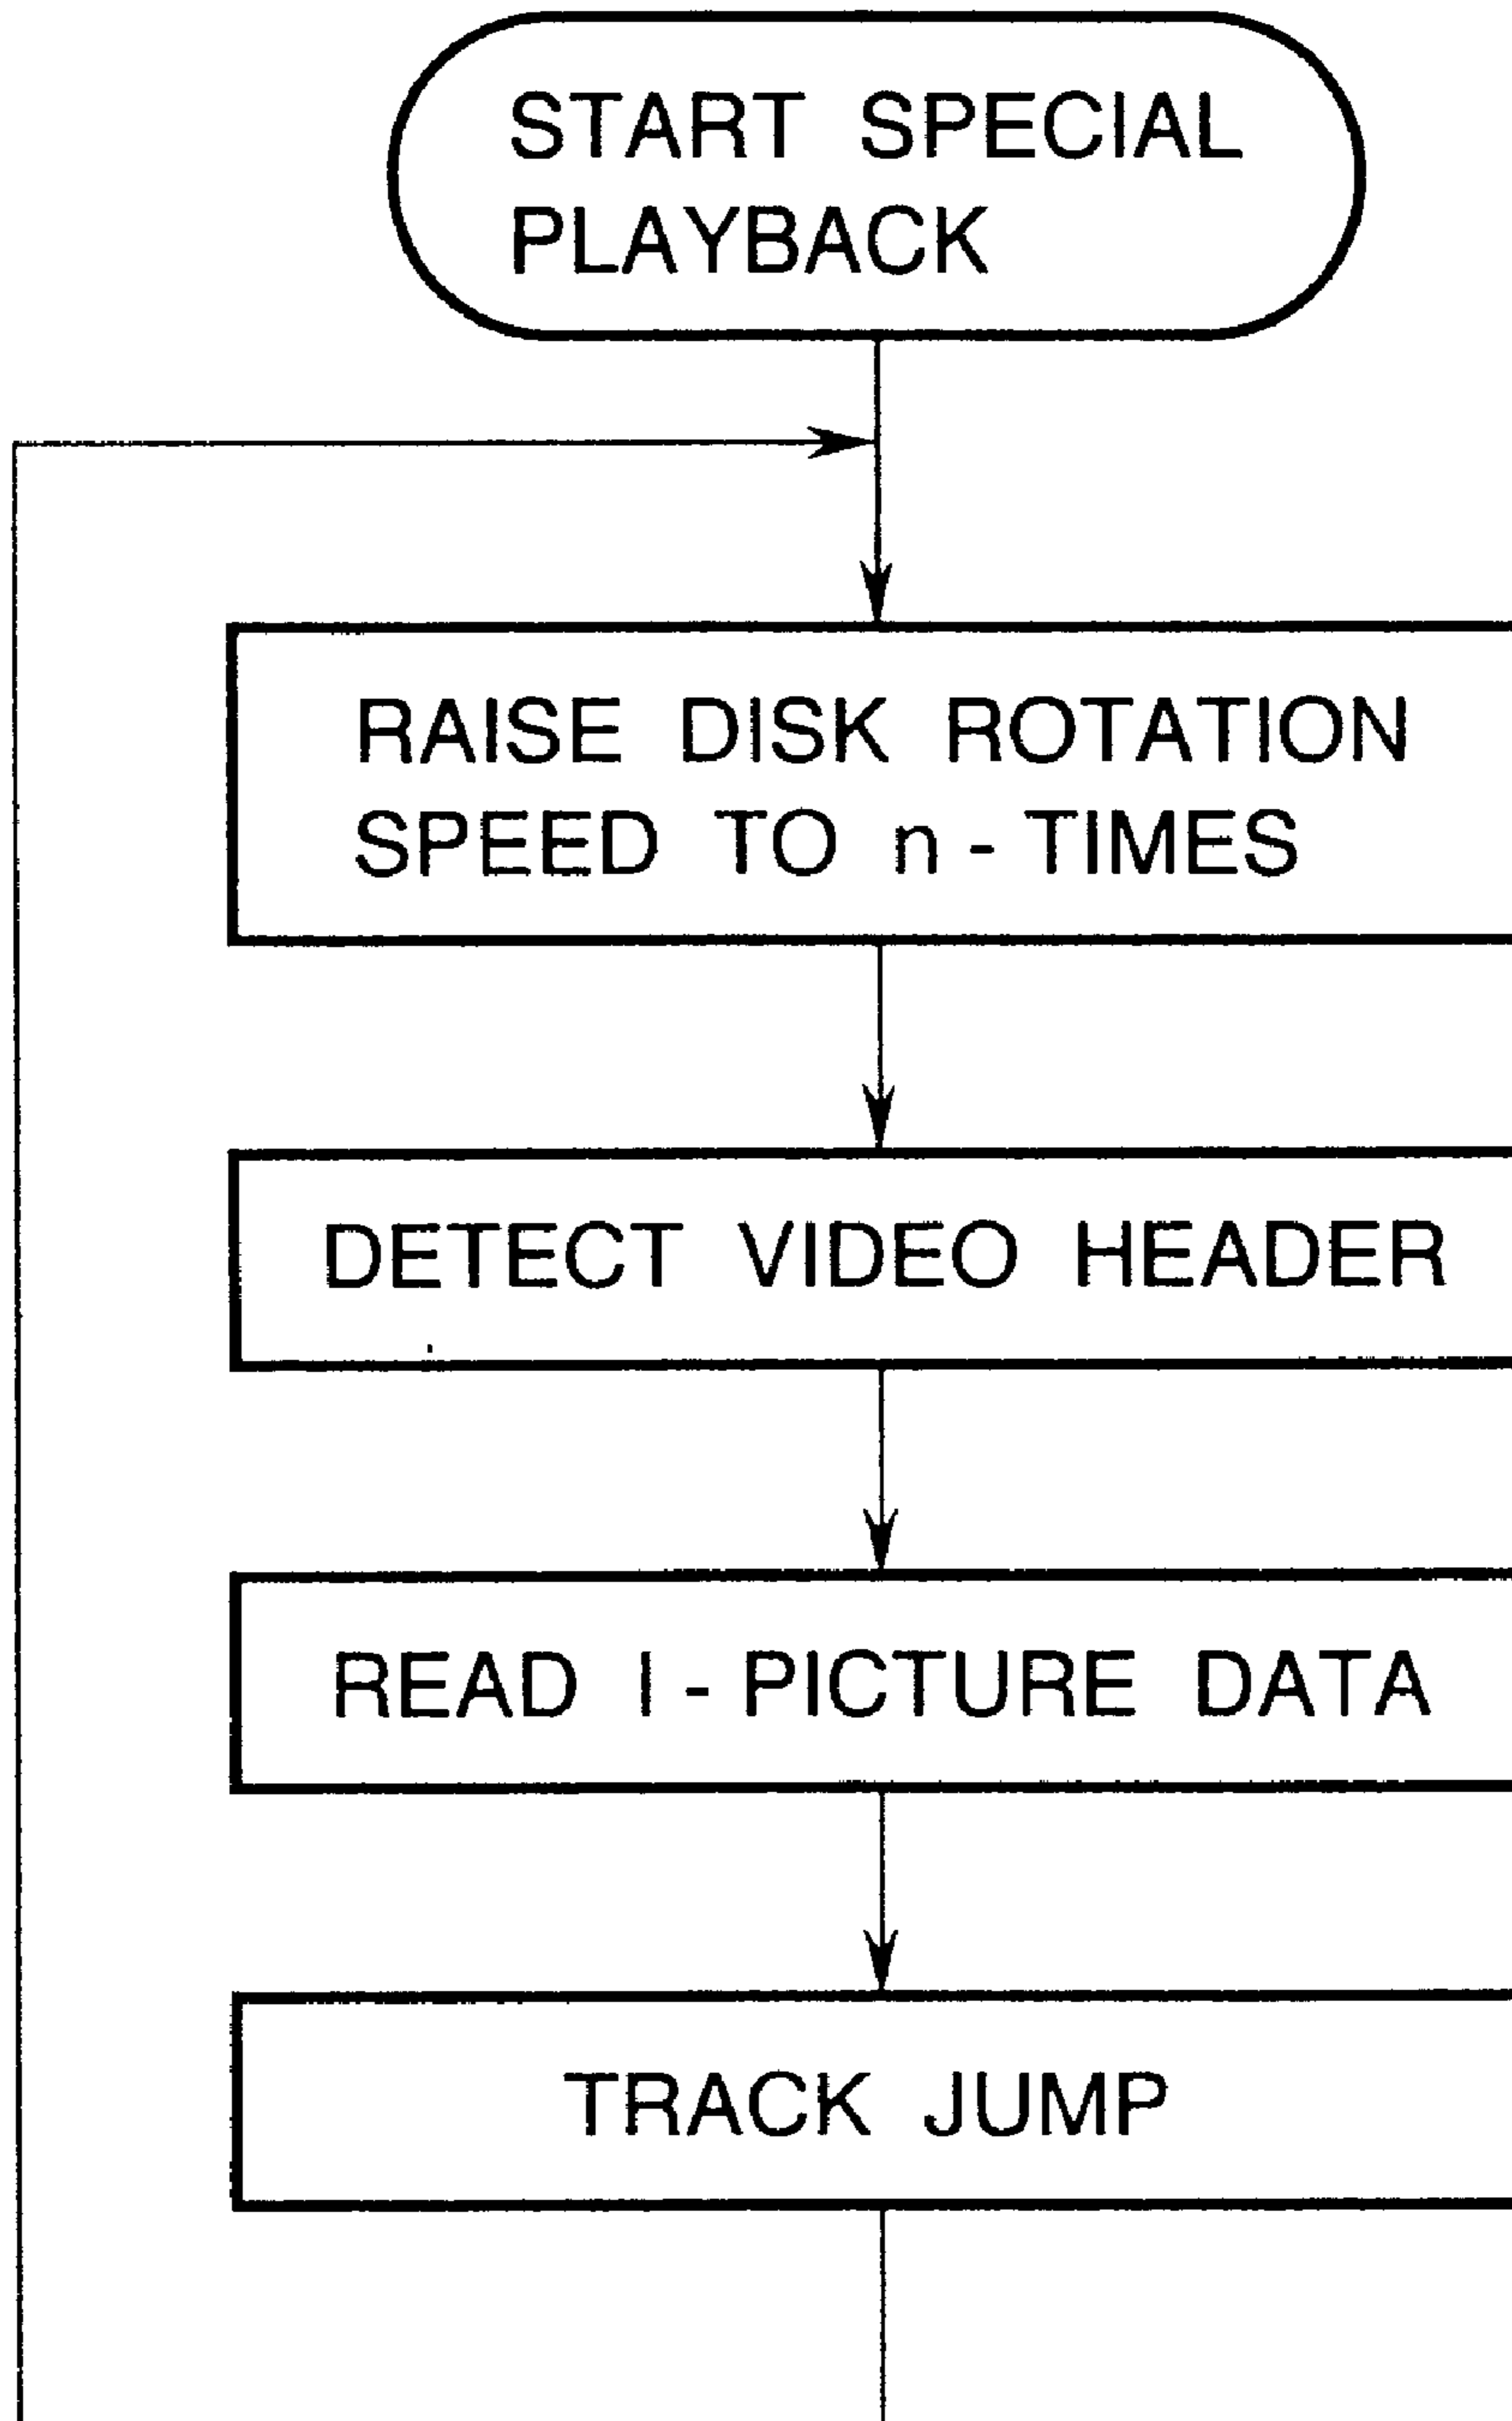 START SPECIAL
PLAYBACK
RAISE DISK ROTATION
SPEED TO n - TIMES
DETECT VIDEO HEADER
READ I - PICTURE DATA
TRACK JUMP